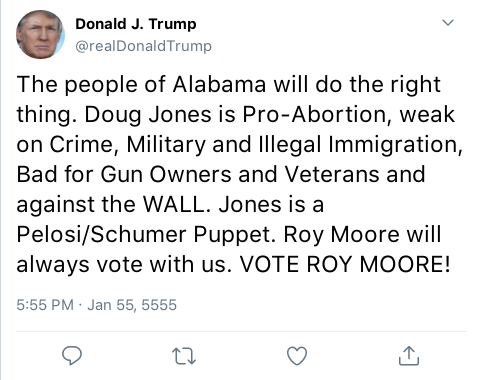 Donald J. Trump
@realDonaldTrump
The people of Alabama will do the right
thing. Doug Jones is Pro-Abortion, weak
on Crime, Military and Illegal Immigration,
Bad for Gun Owners and Veterans and
against the WALL. Jones is a
Pelosi/Schumer Puppet. Roy Moore will
always vote with us. VOTE ROY MOORE!
5:55 PM · Jan 55, 5555